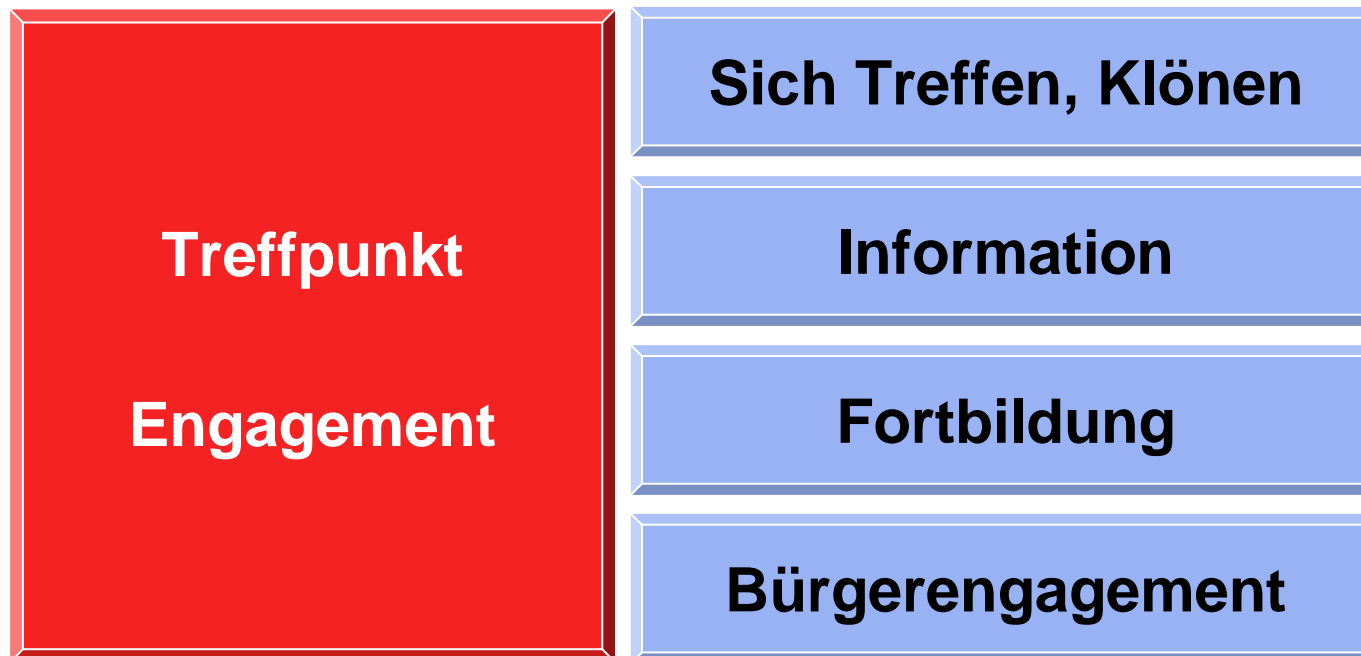 Treffpunkt
Engagement
Sich Treffen, Klönen
Information
Fortbildung
Bürgerengagement